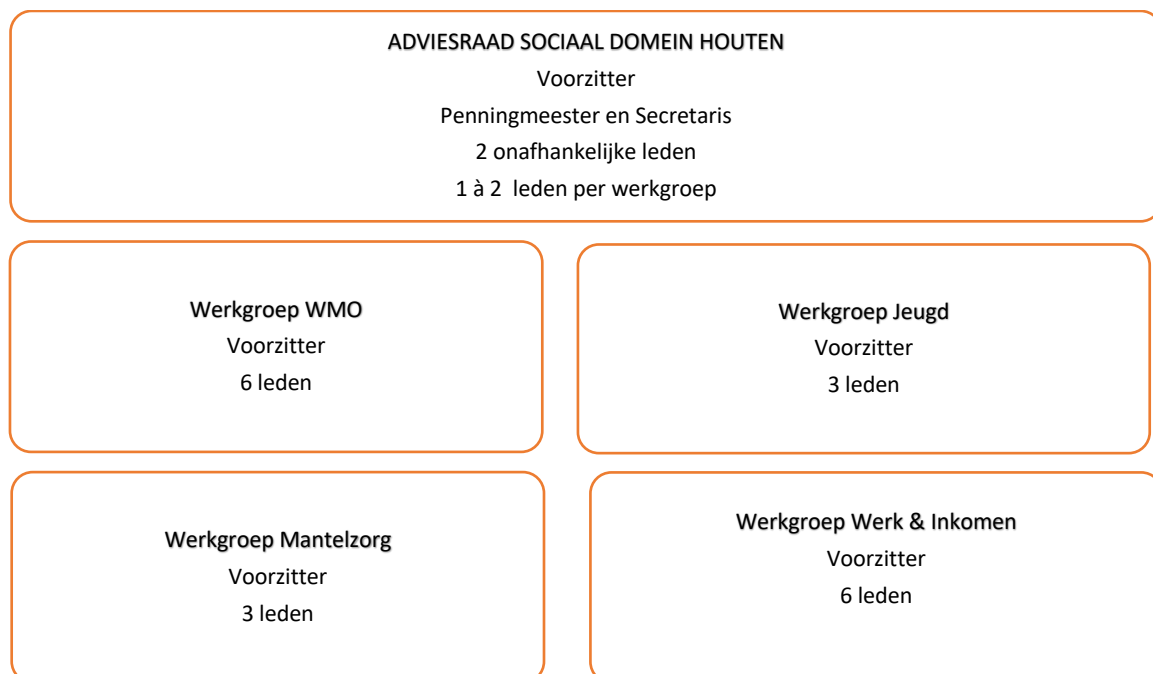 ADVIESRAAD SOCIAAL DOMEIN HOUTEN
Voorzitter
Penningmeester en Secretaris
2 onafhankelijke leden
1 à 2 leden per werkgroep
Werkgroep WMO
Voorzitter
6 leden
Werkgroep Jeugd
Voorzitter
3 leden
Werkgroep Mantelzorg
Voorzitter
3 leden
Werkgroep Werk & Inkomen
Voorzitter
6 leden